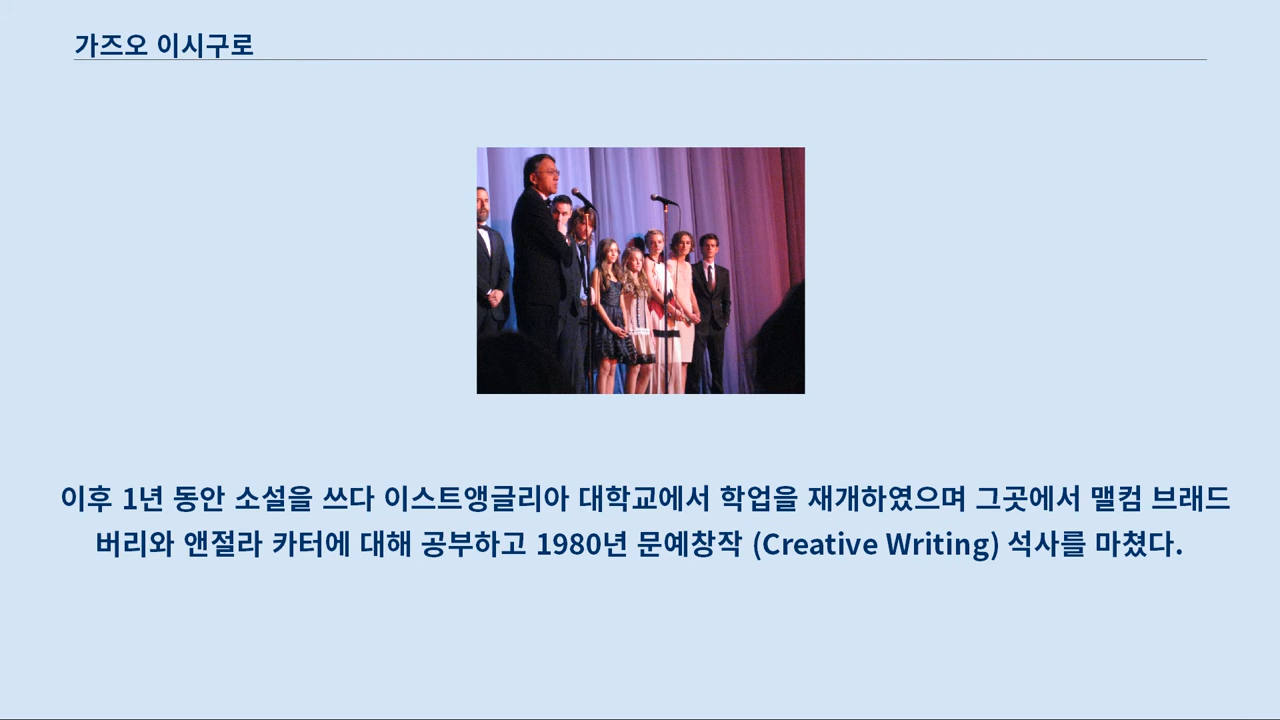 가즈오 이시구로
이후 1년 동안 소설을 쓰다 이스트앵글리아 대학교에서 학업을 재개하였으며 그곳에서 맬컴 브래드
버리와 앤절라 카터에 대해 공부하고 1980년 문예창작 (Creative Writing) 석사를 마쳤다.